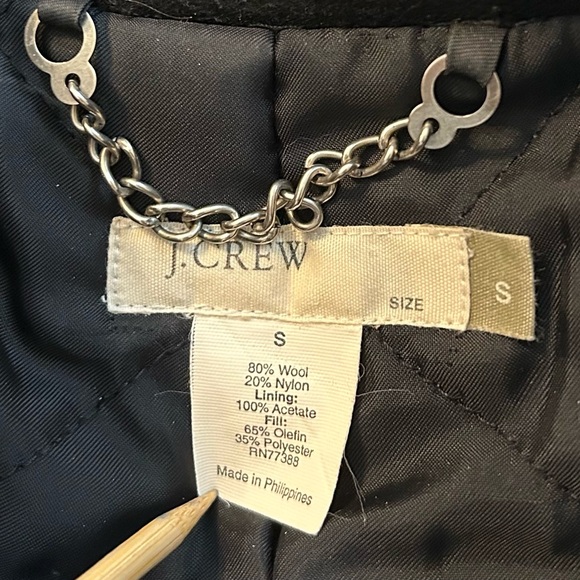 J.CREW
SIZE S
S
80% Wool
20% Nylon
Lining:
100% Acetate
Fill:
65% Olefin
35% Polyester
RN77388
Made in Philippines